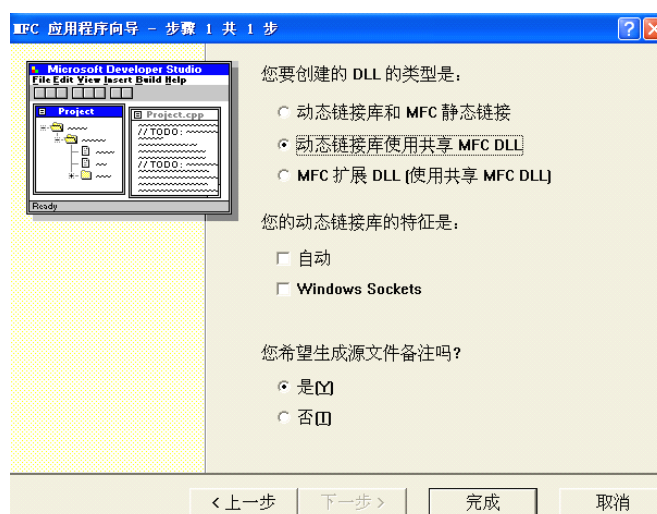 MFC 应用程序向导 - 步骤 1 共 1 步
Microsoft Developer Studio
File Edit View Insert Build Help
Project
Project.cpp
//TODO:
//TODO:
Ready
您要创建的 DLL 的类型是:
动态链接库和 MFC 静态链接
动态链接库使用共享 MFC DLL
MFC 扩展 DLL (使用共享 MFC DLL)
您的动态链接库的特征是:
自动
Windows Sockets
您希望生成源文件备注吗?
是[Y]
否[I]
<上一步
下一步>
完成
取消